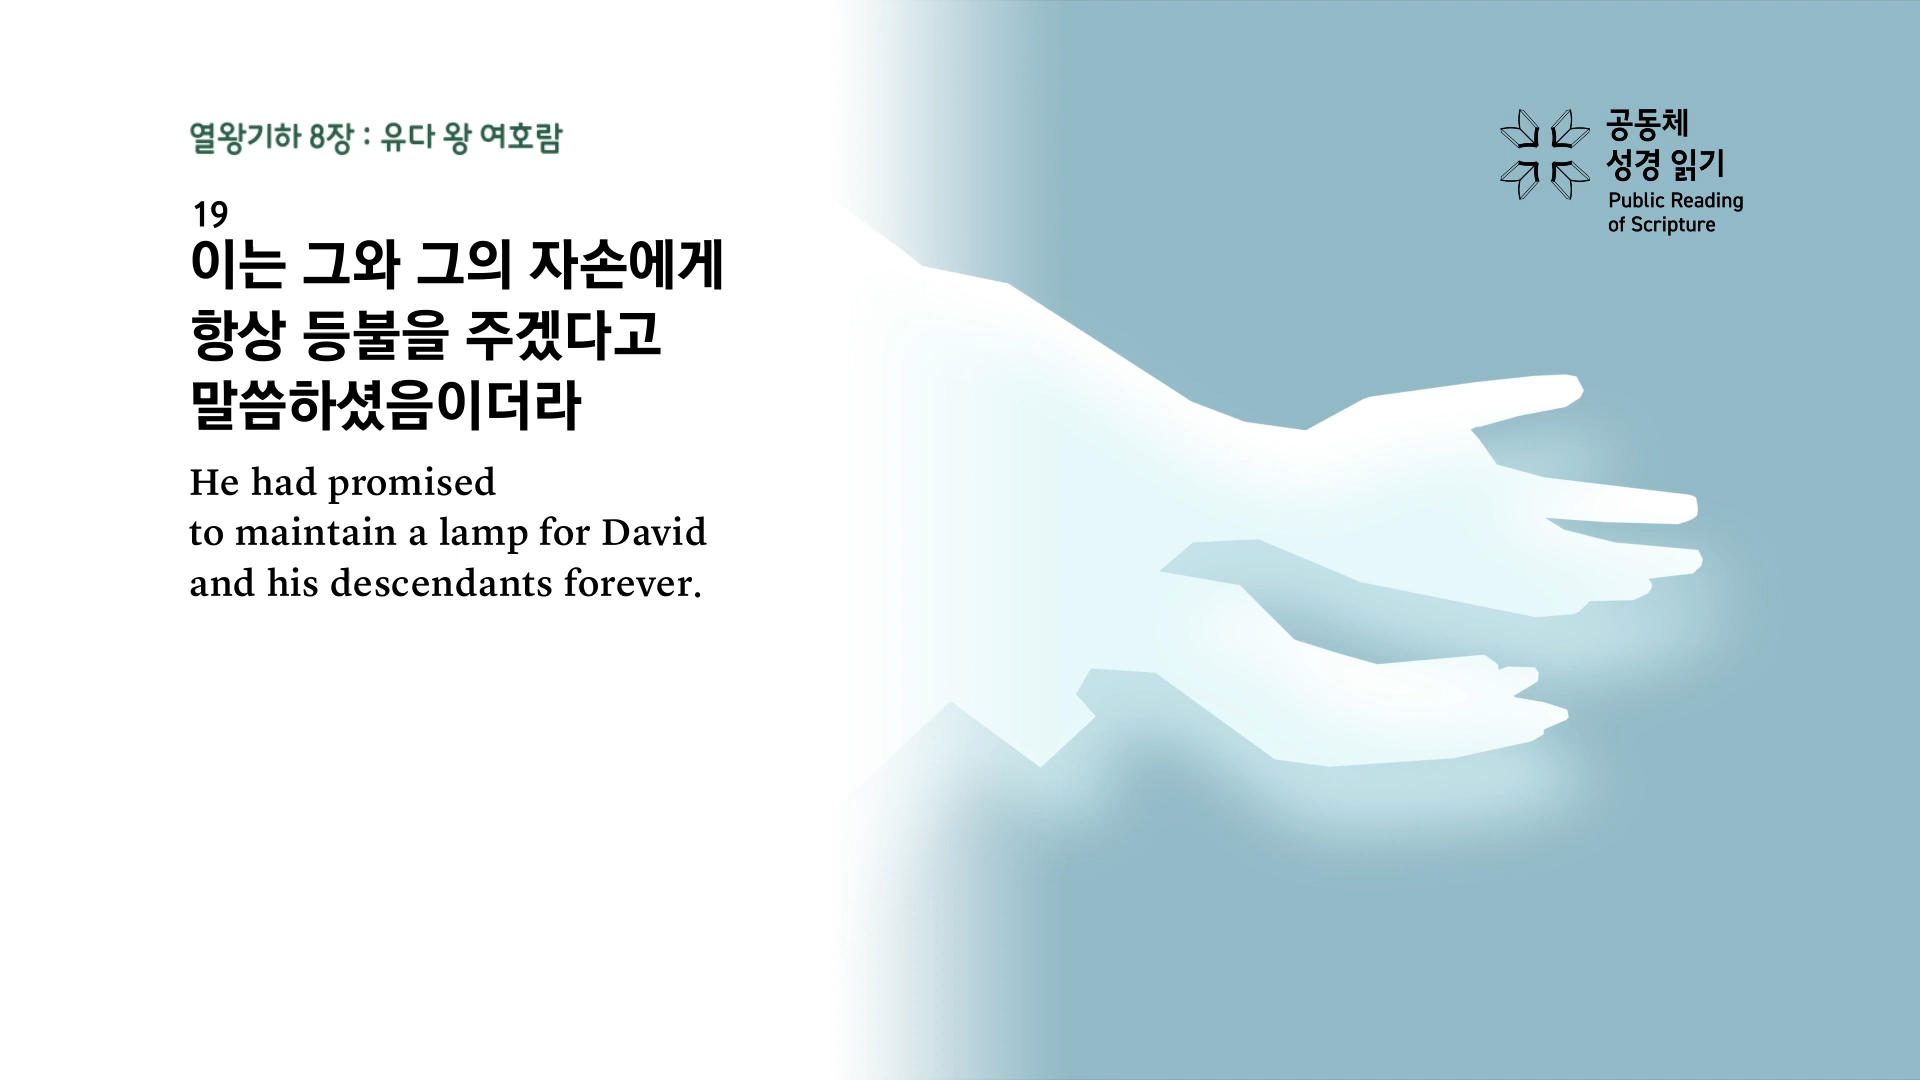 열왕기하 8장 : 유다 왕 여호람
19
이는 그와 그의 자손에게
항상 등불을 주겠다고
말씀하셨음이더라
He had promised
to maintain a lamp for David
and his descendants forever.
공동체
성경 읽기
Public Reading
of Scripture